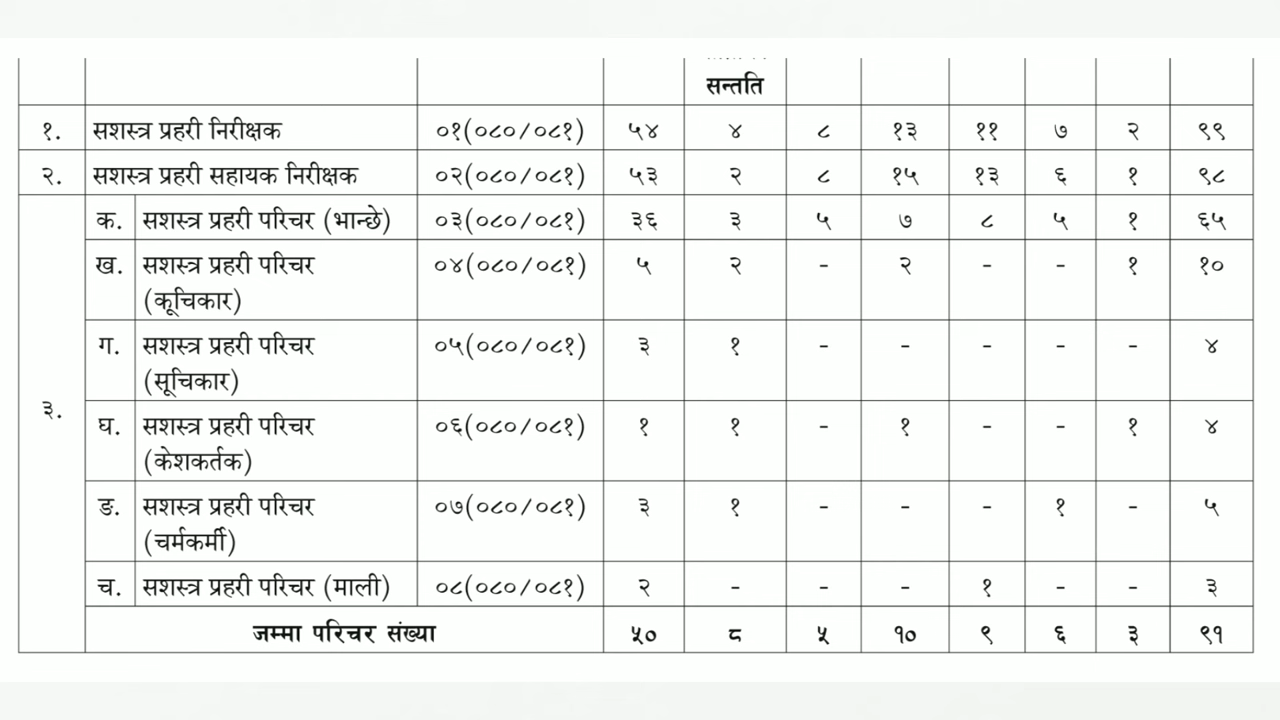 सन्तति
१. सशस्त्र प्रहरी निरीक्षक ०१(०८०/०८१) ५४ ४ ८ १३ ११ ७ २ ९९
२. सशस्त्र प्रहरी सहायक निरीक्षक ०२(०८०/०८१) ५३ २ ८ १५ १३ ६ १ ९८
३.
क. सशस्त्र प्रहरी परिचर (भान्छे) ०३(०८०/०८१) ३६ ३ ५ ७ ८ ५ १ ६५
ख. सशस्त्र प्रहरी परिचर ०४(०८०/०८१) ५ २ - २ - - १ १०
(कूचिकार)
ग. सशस्त्र प्रहरी परिचर ०५(०८०/०८१) ३ १ - - - - - ४
(सूचिकार)
घ. सशस्त्र प्रहरी परिचर ०६(०८०/०८१) १ १ - १ - - १ ४
(केशकर्तक)
ङ. सशस्त्र प्रहरी परिचर ०७(०८०/०८१) ३ १ - - - १ - ५
(चर्मकर्मी)
च. सशस्त्र प्रहरी परिचर (माली) ०८(०८०/०८१) २ - - - १ - - ३
जम्मा परिचर संख्या ५० ८ ५ १० ९ ६ ३ ९१